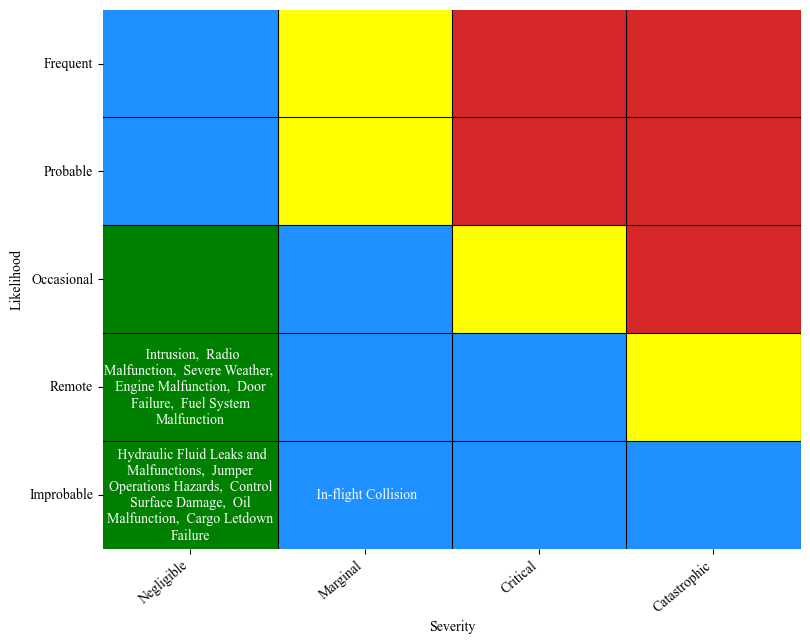 Frequent
Probable
Occasional
Remote
Improbable
Likelihood
Intrusion, Radio
Malfunction, Severe Weather,
Engine Malfunction, Door
Failure, Fuel System
Malfunction
Hydraulic Fluid Leaks and
Malfunctions, Jumper
Operations Hazards, Control
Surface Damage, Oil
Malfunction, Cargo Letdown
Failure
In-flight Collision
Negligible
Marginal
Critical
Catastrophic
Severity